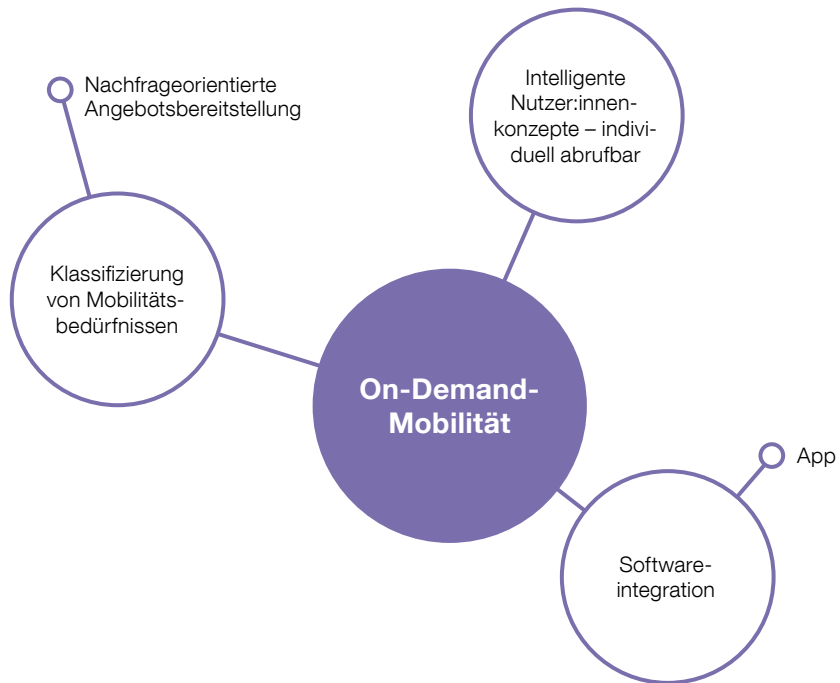 Nachfrageorientierte
Angebotsbereitstellung
Intelligente
Nutzer:innen-
konzepte – indivi-
duell abrufbar
Klassifizierung
von Mobilitäts-
bedürfnissen
On-Demand-
Mobilität
App
Software-
integration